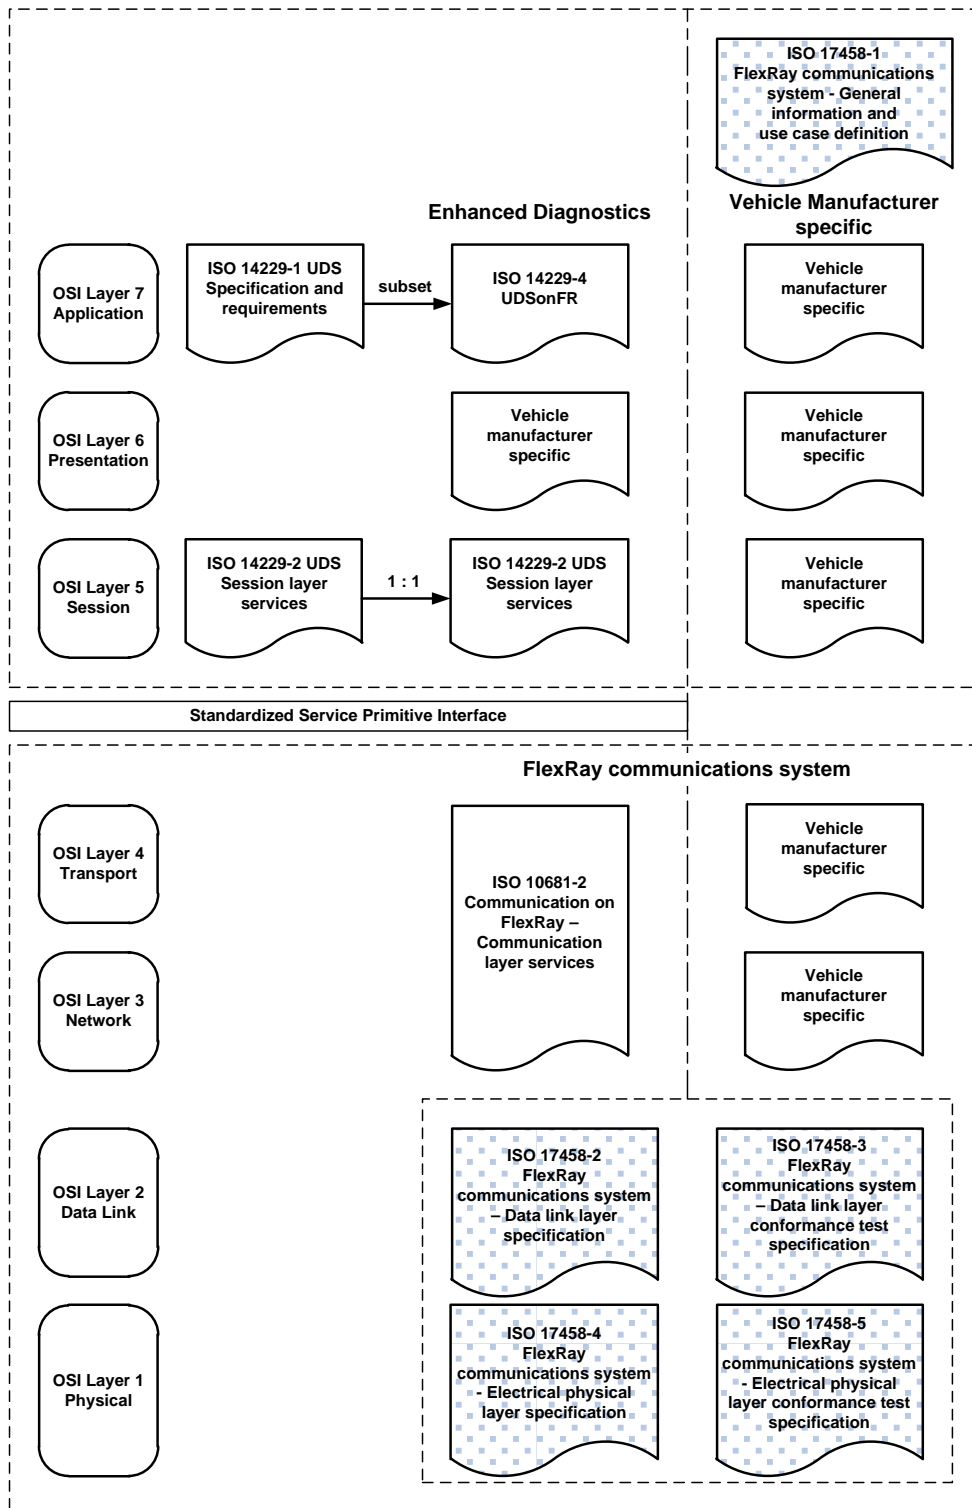 ISO 17458-1
FlexRay communications
system - General
information and
use case definition
Enhanced Diagnostics
Vehicle Manufacturer
specific
OSI Layer 7
Application
ISO 14229-1 UDS
Specification and
requirements
subset
ISO 14229-4
UDSonFR
Vehicle
manufacturer
specific
OSI Layer 6
Presentation
Vehicle
manufacturer
specific
Vehicle
manufacturer
specific
OSI Layer 5
Session
ISO 14229-2 UDS
Session layer
services
1 : 1
ISO 14229-2 UDS
Session layer
services
Vehicle
manufacturer
specific
Standardized Service Primitive Interface
FlexRay communications system
OSI Layer 4
Transport
ISO 10681-2
Communication on
FlexRay –
Communication
layer services
Vehicle
manufacturer
specific
OSI Layer 3
Network
Vehicle
manufacturer
specific
OSI Layer 2
Data Link
ISO 17458-2
FlexRay
communications system
– Data link layer
specification
ISO 17458-3
FlexRay
communications system
– Data link layer
conformance test
specification
OSI Layer 1
Physical
ISO 17458-4
FlexRay
communications system
- Electrical physical
layer specification
ISO 17458-5
FlexRay
communications system
- Electrical physical
layer conformance test
specification